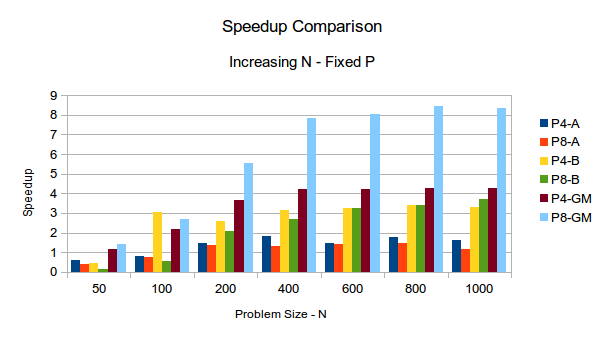 Speedup Comparison
Increasing N - Fixed P
9
8
7
6
5
4
3
2
1
0
Speedup
50 100 200 400 600 800 1000
Problem Size - N
P4-A
P8-A
P4-B
P8-B
P4-GM
P8-GM